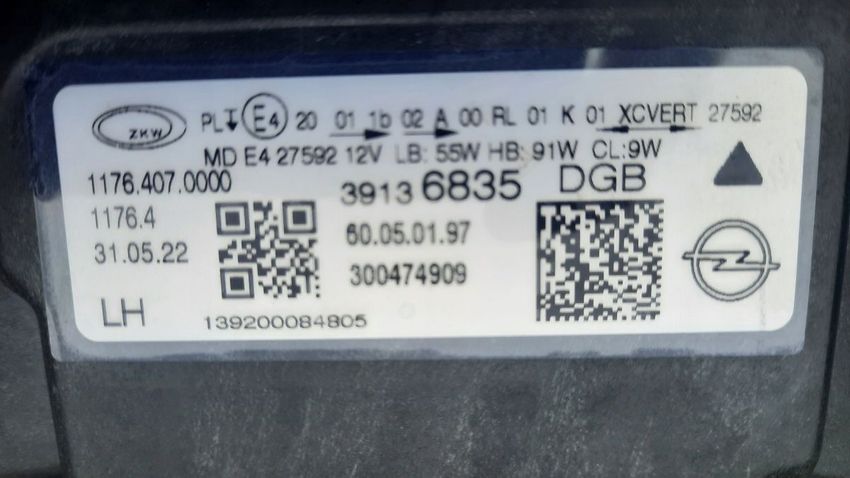 ZKW PL E4 20 01 1b 02 A 00 RL 01 K 01 XCVERT 27592
MD E4 27592 12V LB: 55W HB: 91W CL:9W
1176.407.0000
39136835 DGB
1176.4
60.05.01.97
31.05.22
300474909
LH
139200084805